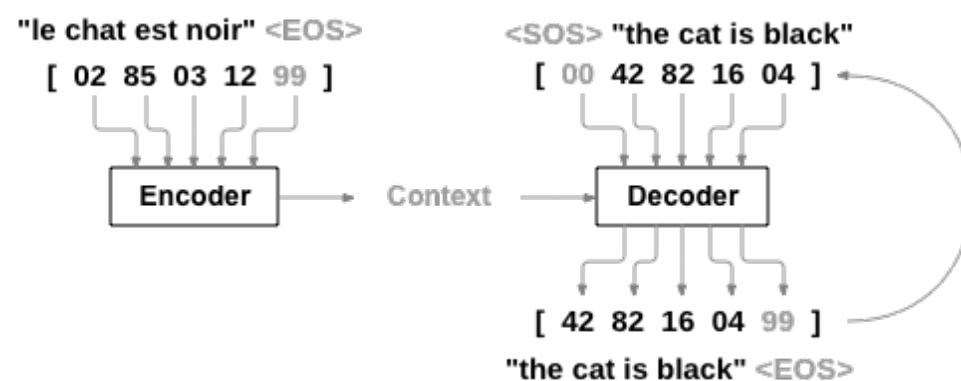 "le chat est noir" <EOS>
[ 02 85 03 12 99 ]
Encoder
Context
<SOS> "the cat is black"
[ 00 42 82 16 04 ]
Decoder
[ 42 82 16 04 99 ]
"the cat is black" <EOS>